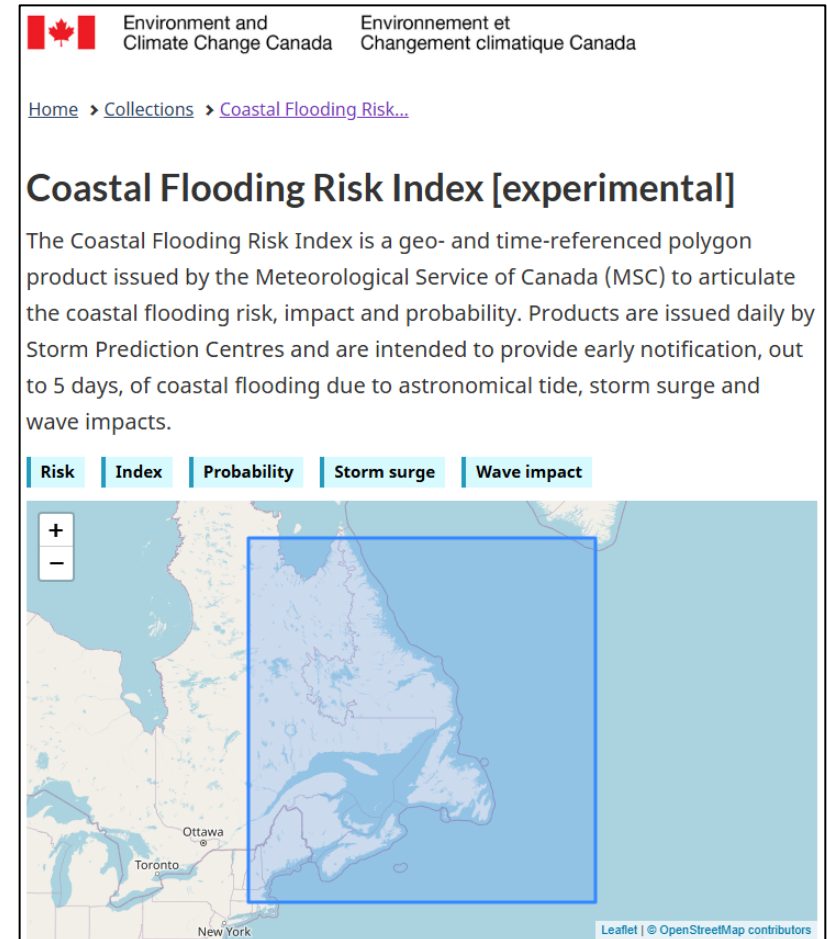 Environment and
Climate Change Canada
Environnement et
Changement climatique Canada
Home > Collections > Coastal Flooding Risk...
Coastal Flooding Risk Index [experimental]
The Coastal Flooding Risk Index is a geo- and time-referenced polygon
product issued by the Meteorological Service of Canada (MSC) to articulate
the coastal flooding risk, impact and probability. Products are issued daily by
Storm Prediction Centres and are intended to provide early notification, out
to 5 days, of coastal flooding due to astronomical tide, storm surge and
wave impacts.
Risk Index Probability Storm surge Wave impact
+
−
Ottawa
Toronto
New York
Leaflet | © OpenStreetMap contributors